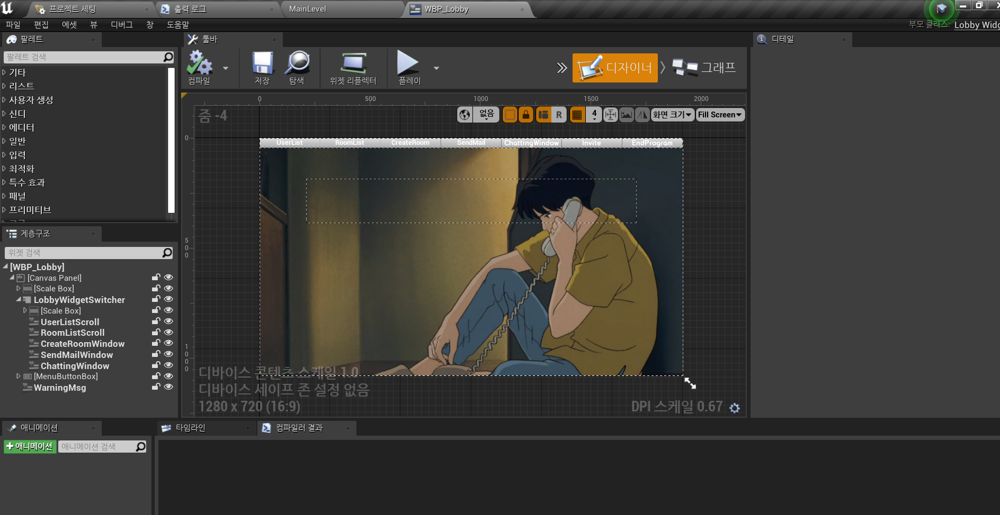 프로젝트 세팅
출력 로그
MainLevel
WBP_Lobby
파일 편집 에셋 뷰 디버그 창 도움말
부모 클래스: Lobby Widg
팔레트
팔레트 검색
기타
리스트
사용자 생성
신디
에디터
일반
입력
최적화
특수 효과
패널
프리미티브
계층구조
위젯 검색
[WBP_Lobby]
[Canvas Panel]
[Scale Box]
LobbyWidgetSwitcher
[Scale Box]
UserListScroll
RoomListScroll
CreateRoomWindow
SendMailWindow
ChattingWindow
[MenuButtonBox]
WarningMsg
툴바
컴파일
저장
탐색
위젯 리플렉터
플레이
디자이너
그래프
0 500 1000 1500 2000
줌 -4
없음
R
4
화면 크기
Fill Screen
0
500
1000
UserList RoomList CreateRoom SendMail ChattingWindow Invite EndProgram
디바이스 콘텐츠 스케일 1.0
디바이스 세이프 존 설정 없음
1280 x 720 (16:9)
DPI 스케일 0.67
디테일
애니메이션
+ 애니메이션
애니메이션 검색
타임라인
컴파일러 결과